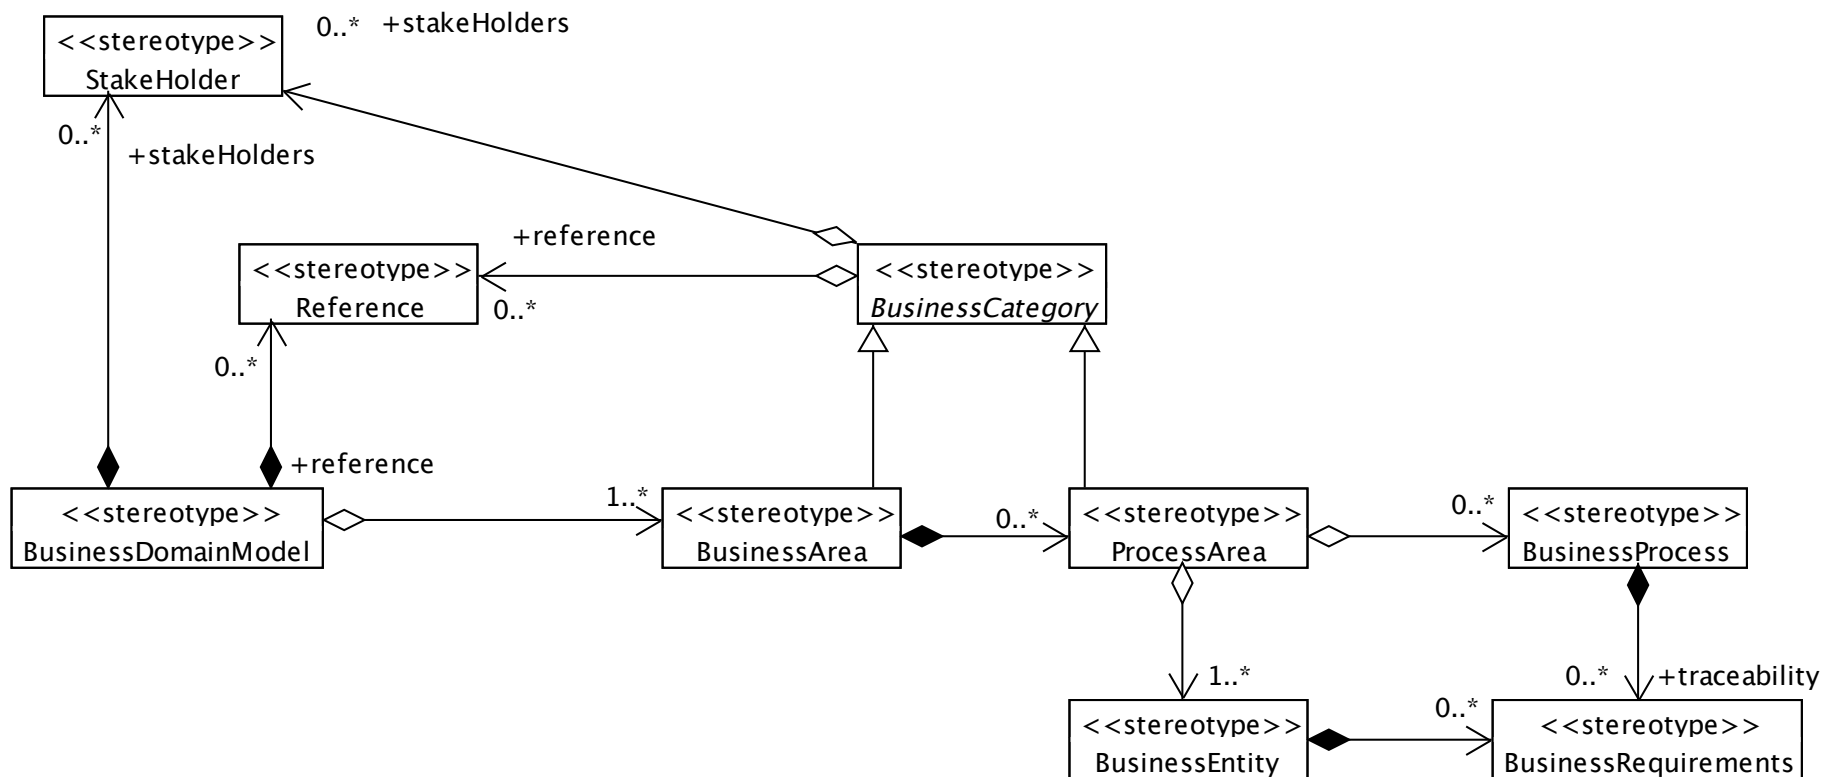 0..* +stakeHolders
<<stereotype>>
StakeHolder
0..*
+stakeHolders
+reference
<<stereotype>>
Reference
0..*
<<stereotype>>
BusinessCategory
0..*
+reference
<<stereotype>>
BusinessDomainModel
1..*
<<stereotype>>
BusinessArea
0..*
<<stereotype>>
ProcessArea
0..*
<<stereotype>>
BusinessProcess
1..*
0..* +traceability
<<stereotype>>
BusinessEntity
0..*
<<stereotype>>
BusinessRequirements